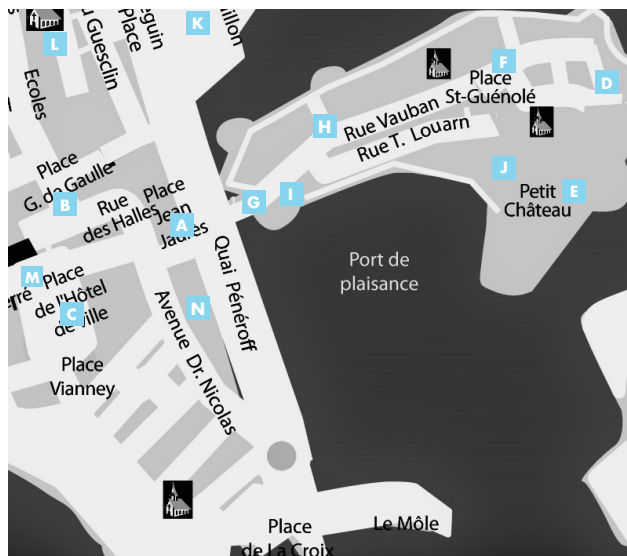 K
L
Ecoles
Guesclin
Place
F
D
Place
St-Guénolé
H
Rue Vauban
Rue T. Louarn
J
E
Petit
Château
Place
G. de Gaulle
B
Rue
des Halles
Place
Jean
Jaurès
A
G
I
Quai Pénéroff
Port de
plaisance
M
Place
de l'Hôtel
de ville
C
N
Avenue Dr. Nicolas
Place
Vianney
Place
de La Croix
Le Môle